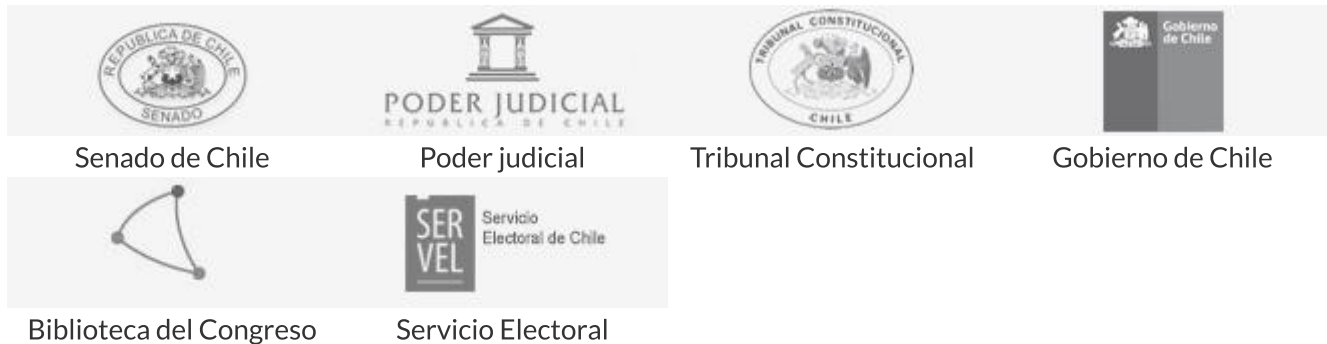 REPUBLICA DE CHILE
SENADO
PODER JUDICIAL
REPUBLICA DE CHILE
TRIBUNAL CONSTITUCIONAL
CHILE
Gobierno
de Chile
Senado de Chile
Poder judicial
Tribunal Constitucional
Gobierno de Chile
SER
VEL
Servicio
Electoral de Chile
Biblioteca del Congreso
Servicio Electoral